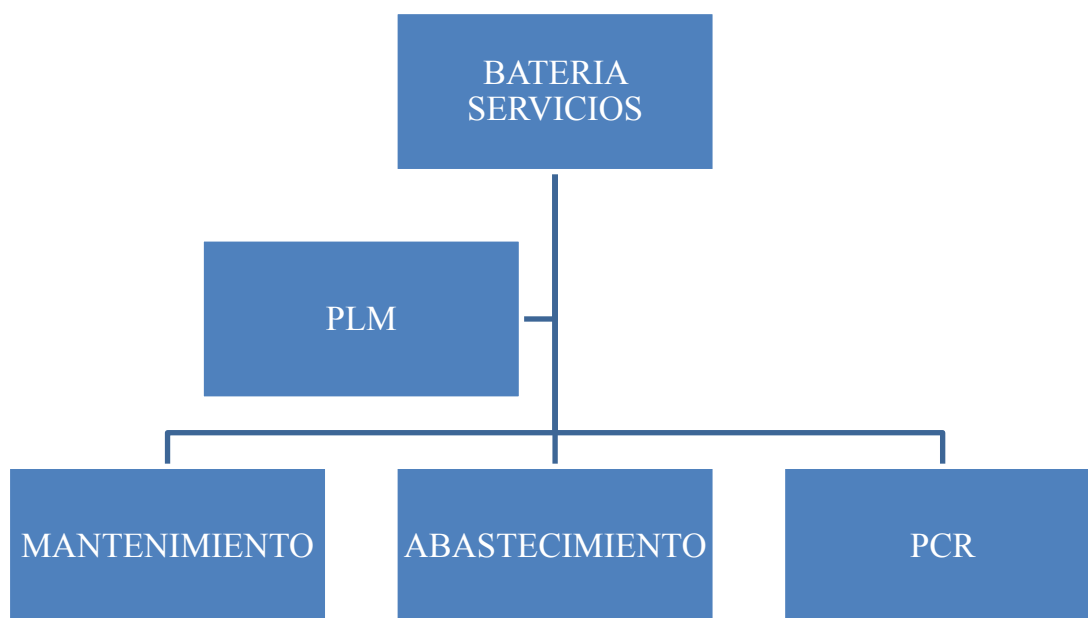 BATERIA
SERVICIOS
PLM
MANTENIMIENTO
ABASTECIMIENTO
PCR